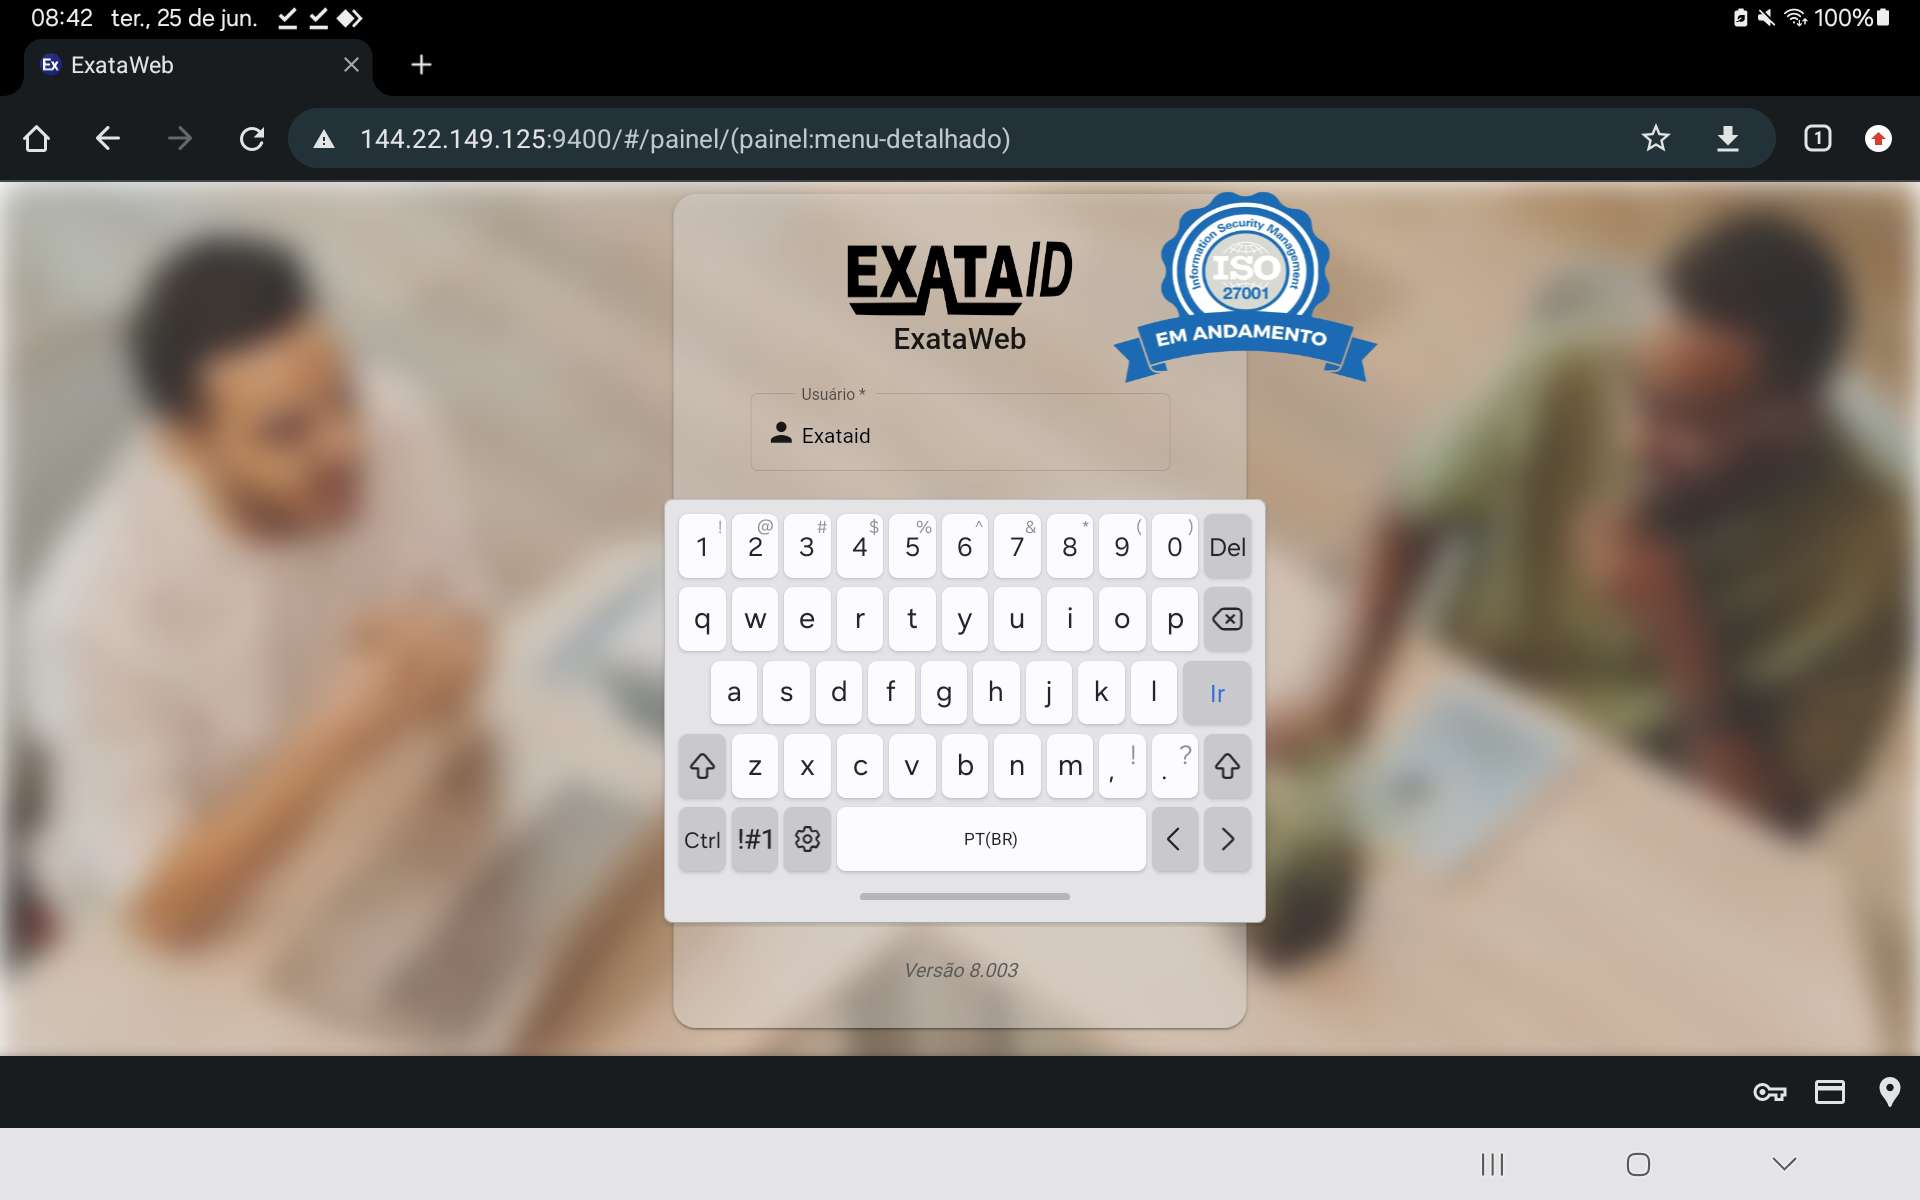 08:42 ter., 25 de jun.
100%
Ex ExataWeb
144.22.149.125:9400/#/painel/(painel:menu-detalhado)
1
EXATAID
ExataWeb
Information Security Management
ISO
27001
EM ANDAMENTO
Usuário *
Exataid
! @ # $ % ^ & * ( )
1 2 3 4 5 6 7 8 9 0 Del
q w e r t y u i o p
a s d f g h j k l Ir
z x c v b n m , ! . ?
Ctrl !#1 PT(BR) < >
Versão 8.003